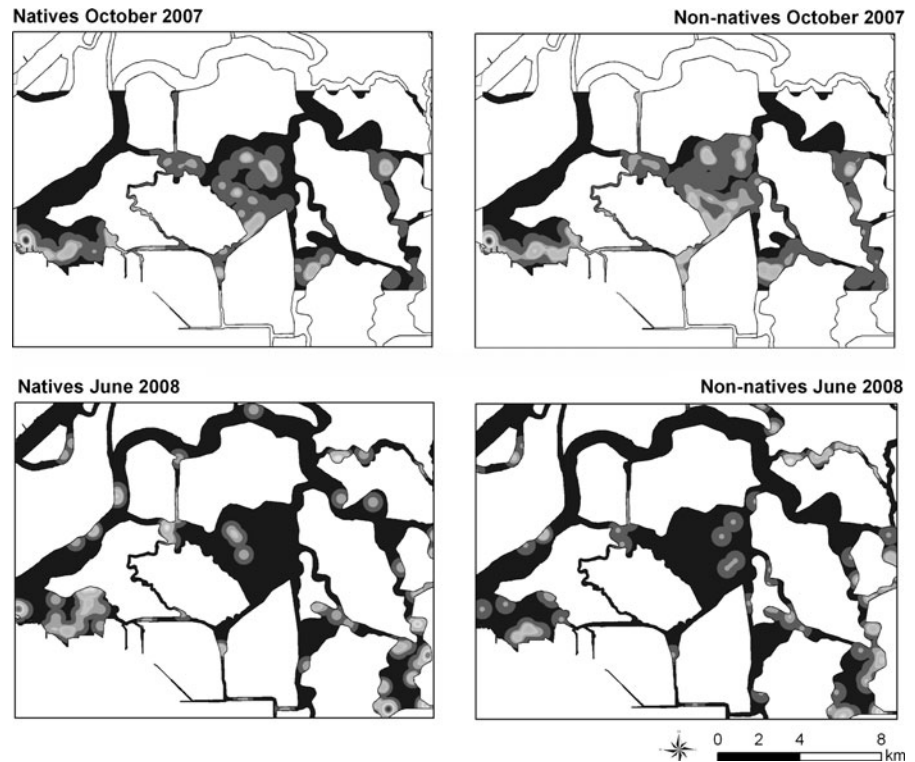 Natives October 2007
Non-natives October 2007
Natives June 2008
Non-natives June 2008
0 2 4 8
km